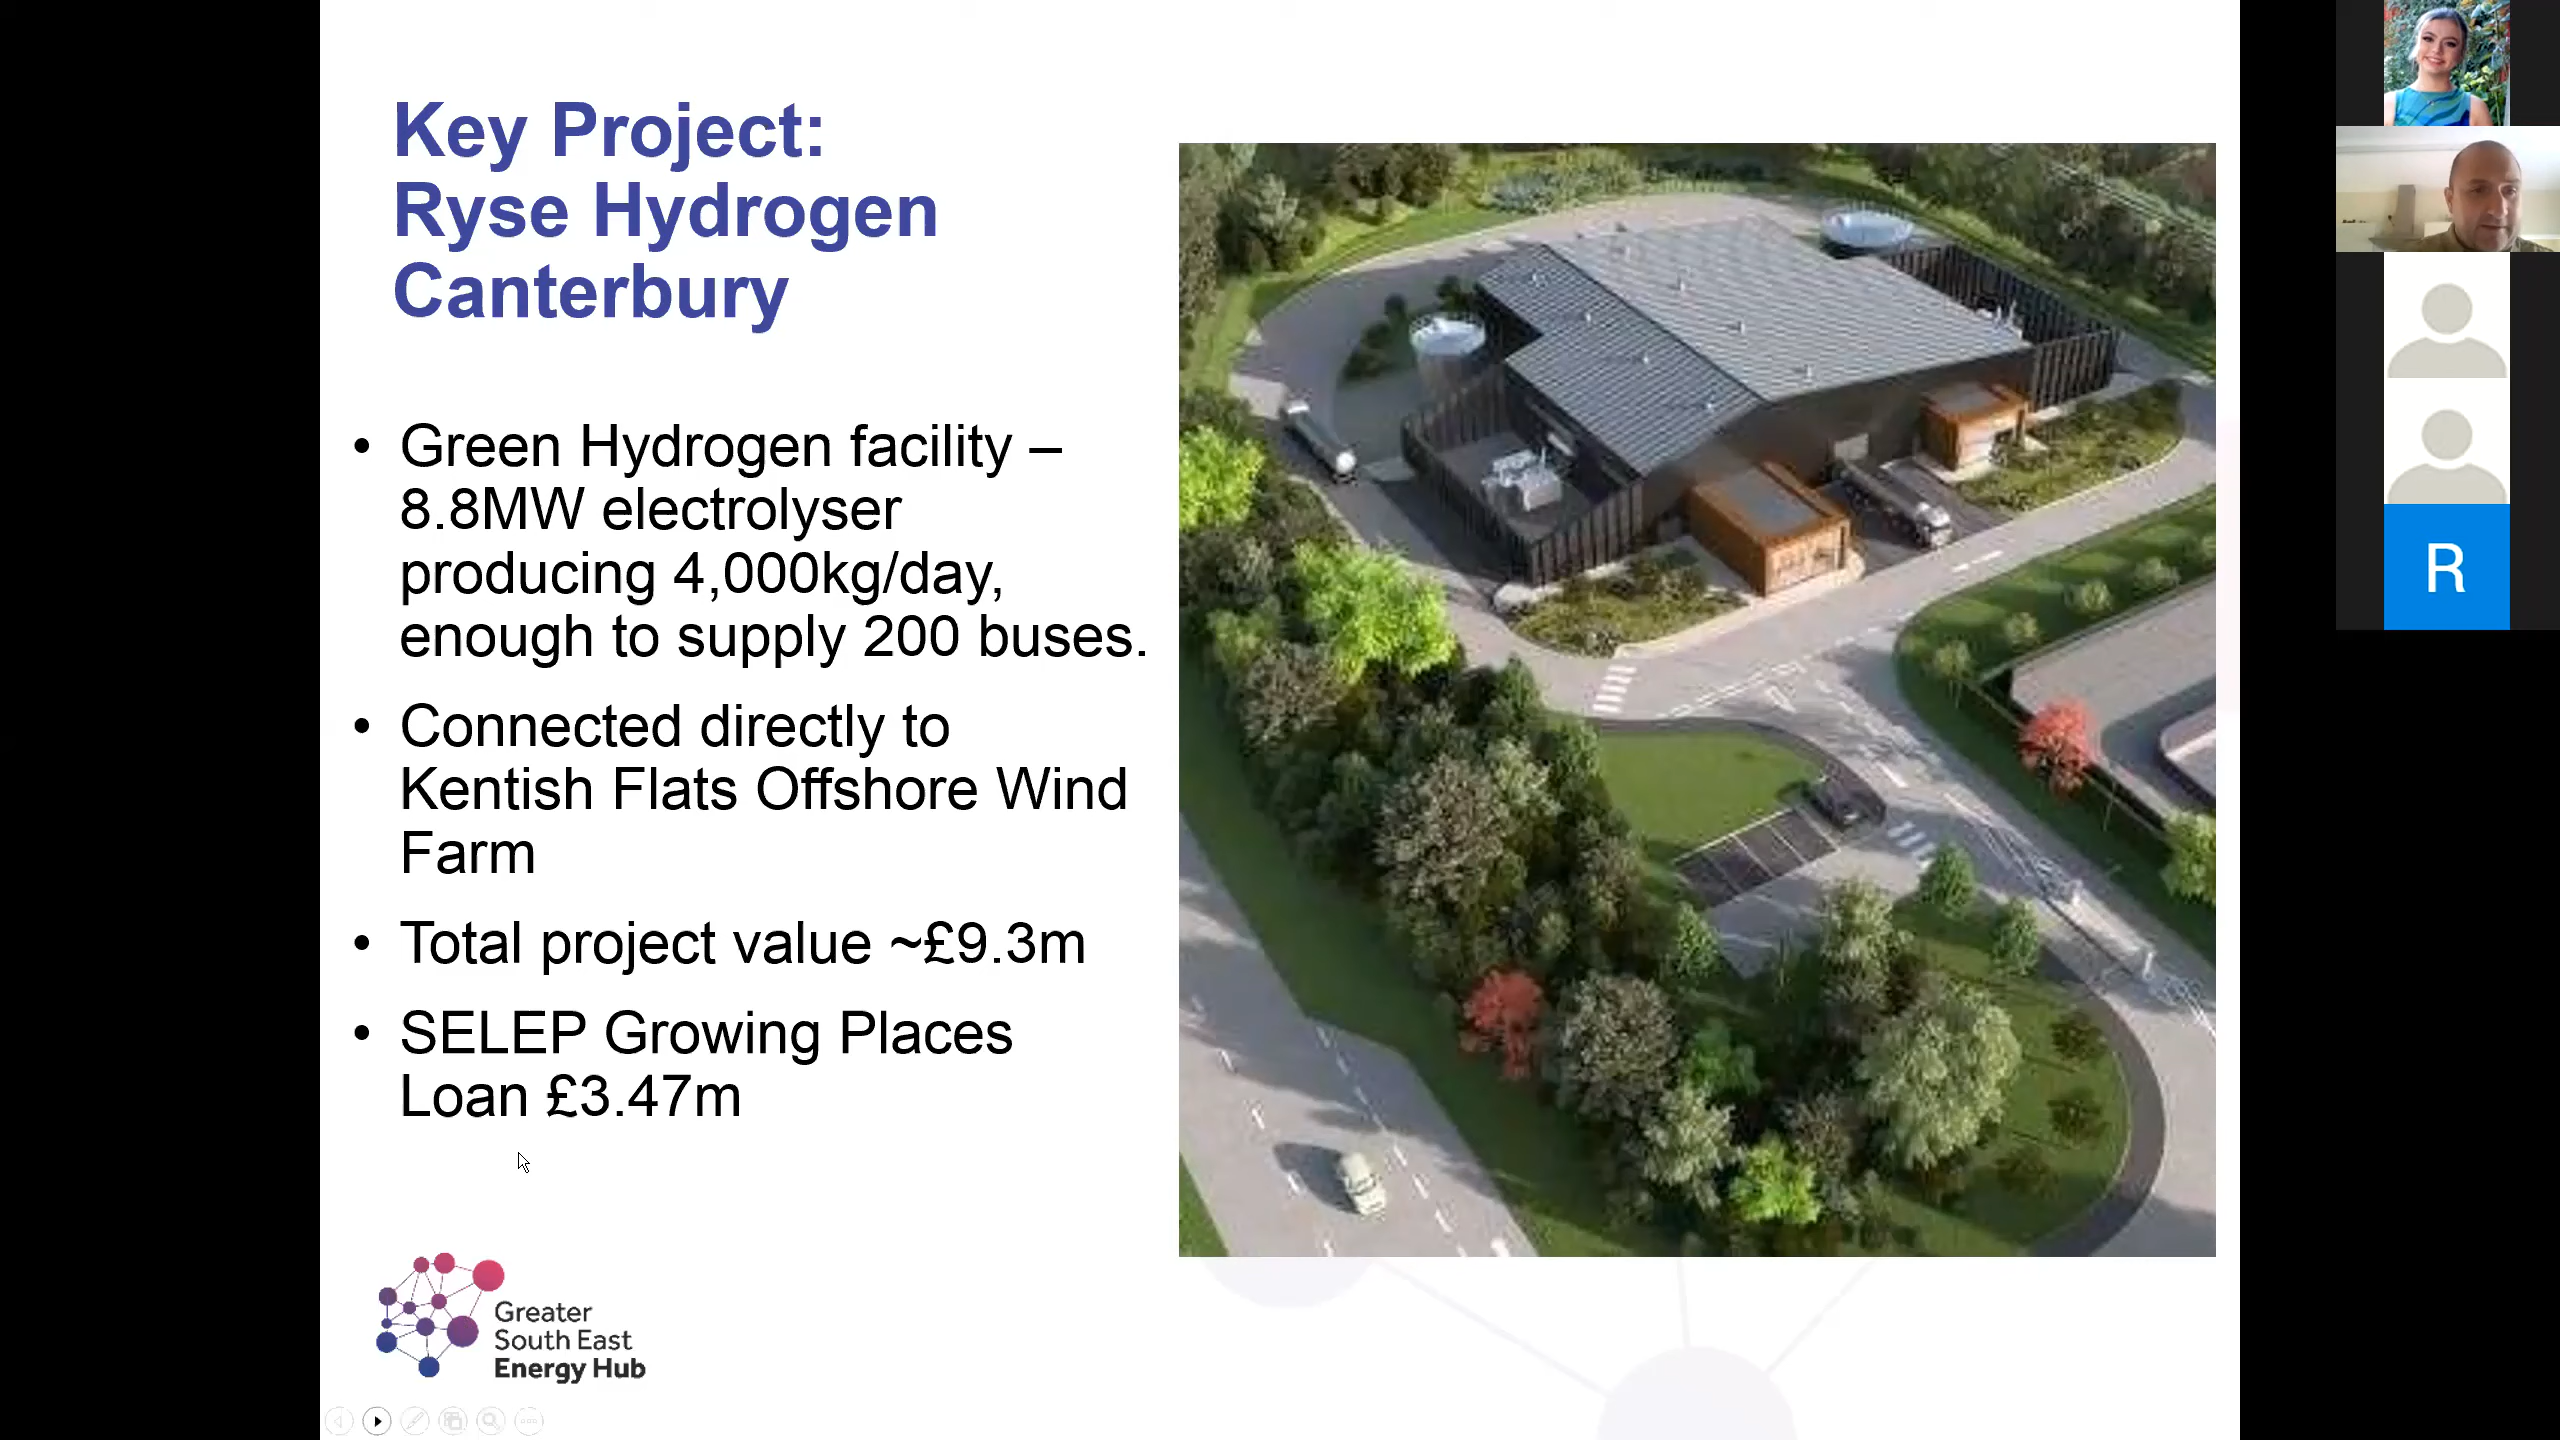 Key Project:
Ryse Hydrogen
Canterbury
• Green Hydrogen facility –
8.8MW electrolyser
producing 4,000kg/day,
enough to supply 200 buses.
• Connected directly to
Kentish Flats Offshore Wind
Farm
• Total project value ~£9.3m
• SELEP Growing Places
Loan £3.47m
Greater
South East
Energy Hub
R